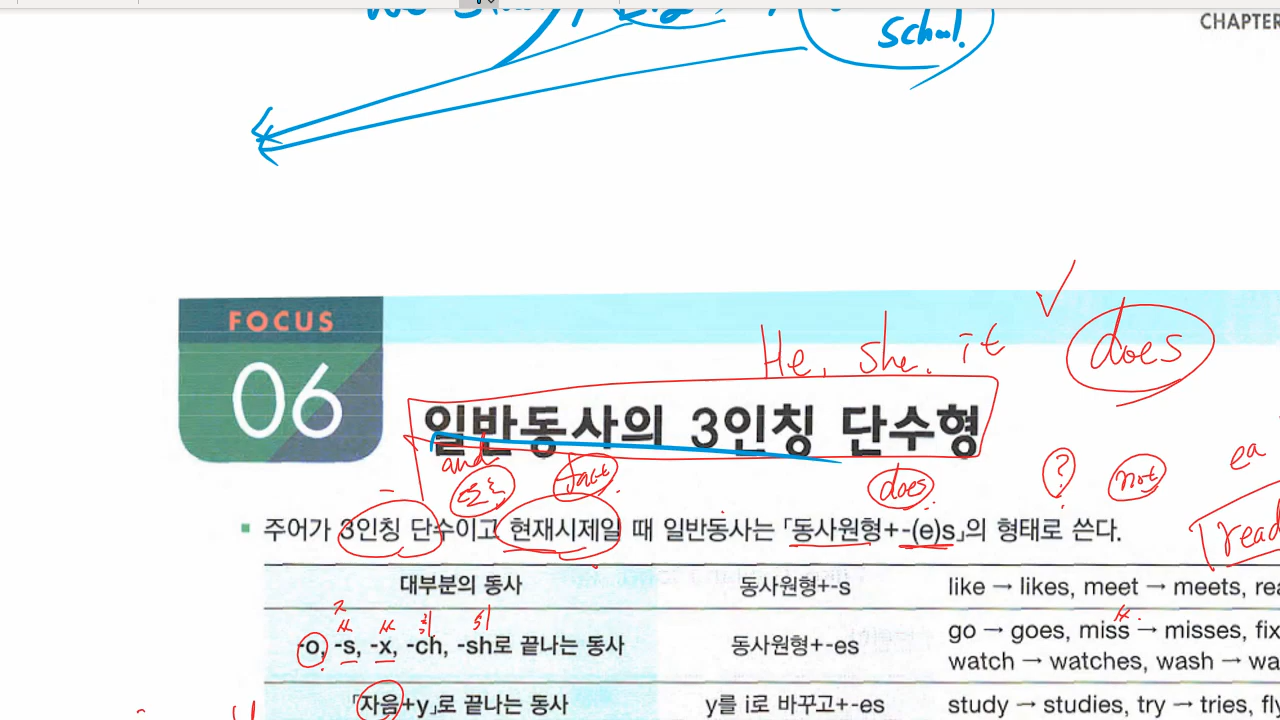 we
school.
CHAPTER
FOCUS
06
He, she. it
does
일반동사의 3인칭 단수형
and
fact
does
?
not
ea
read
주어가 3인칭 단수이고 현재시제일 때 일반동사는 「동사원형+-(e)s」의 형태로 쓴다.
대부분의 동사 동사원형+-s like → likes, meet → meets, rea
-o, -s, -x, -ch, -sh로 끝나는 동사 동사원형+-es go → goes, miss → misses, fix
watch → watches, wash → wa
「자음+y」로 끝나는 동사 y를 i로 바꾸고+-es study → studies, try → tries, fly